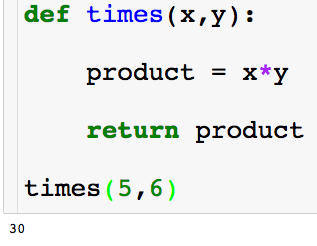 def times(x,y):
    product = x*y
    return product
times(5,6)
30